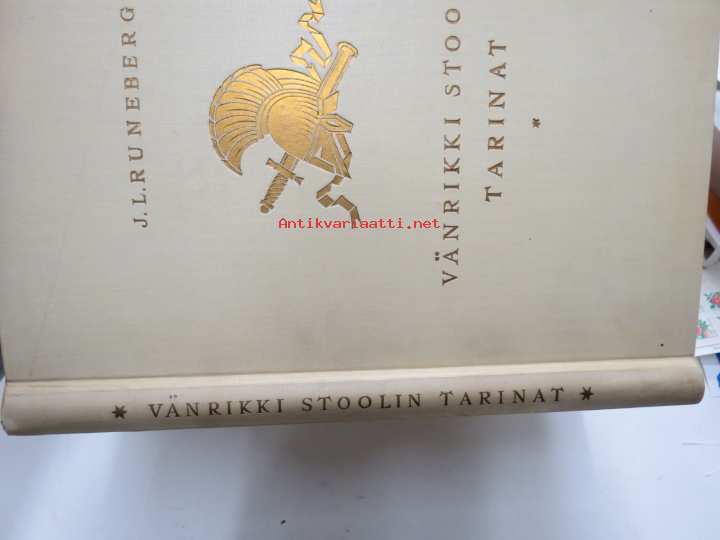 J.L.RUNEBERG
VÄNRIKKI STOO
TARINAT
*
Antikvariaatti.net
* VÄNRIKKI STOOLIN TARINAT *